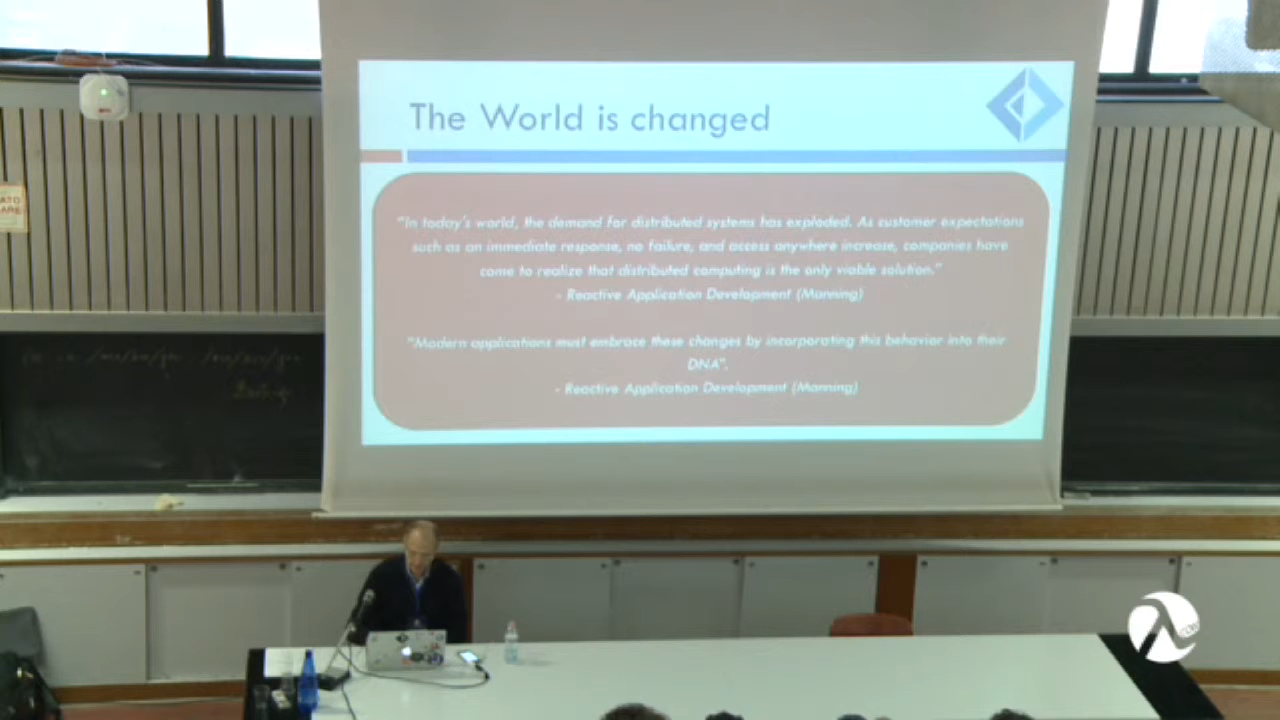 The World is changed
"In today's world, the demand for distributed systems has exploded. As customer expectations
such as an immediate response, no failure, and access anywhere increase, companies have
come to realize that distributed computing is the only viable solution."
- Reactive Application Development (Manning)
"Modern applications must embrace these changes by incorporating this behavior into their
DNA".
- Reactive Application Development (Manning)